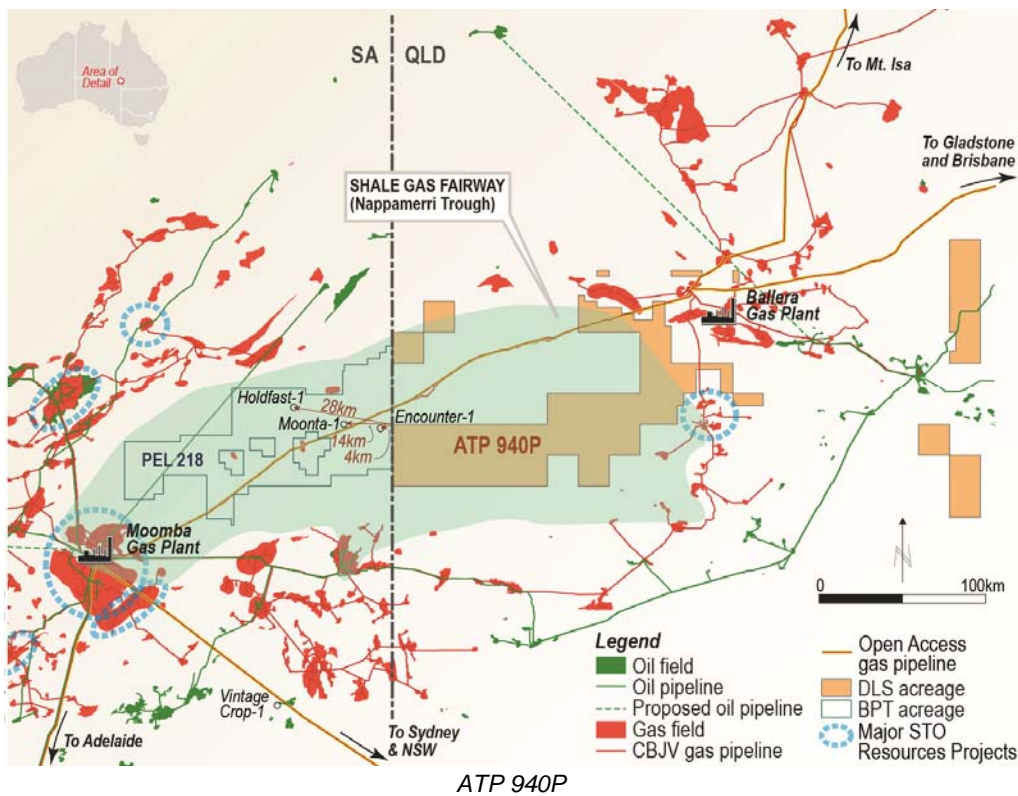 Area of
Detail
SA QLD
To Mt. Isa
To Gladstone
and Brisbane
SHALE GAS FAIRWAY
(Nappamerri Trough)
Ballera
Gas Plant
Holdfast-1
28km
Moonta-1
Encounter-1
14km
4km
ATP 940P
PEL 218
Moomba
Gas Plant
N
0 100km
Vintage
Crop-1
To Adelaide
To Sydney
& NSW
Legend
Oil field
Oil pipeline
Proposed oil pipeline
Gas field
CBJV gas pipeline
Open Access
gas pipeline
DLS acreage
BPT acreage
Major STO
Resources Projects
ATP 940P